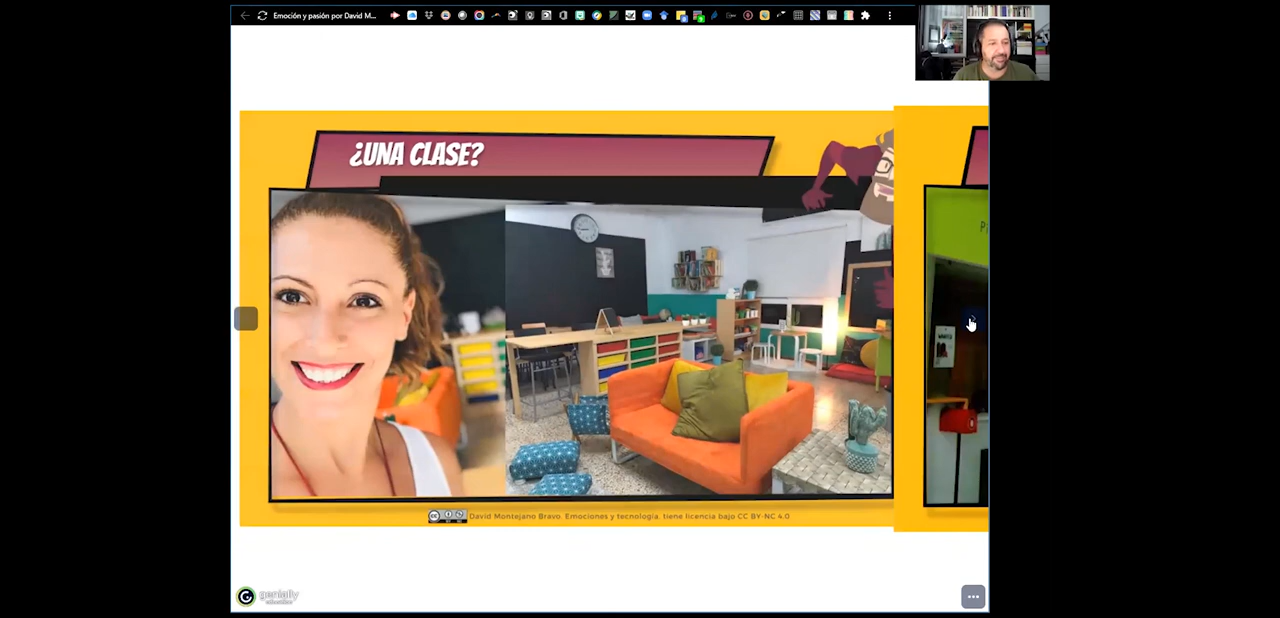 Emoción y pasión por David M...
¿UNA CLASE?
David Montejano Bravo. Emociones y tecnología, tiene licencia bajo CC BY-NC 4.0
genially
education